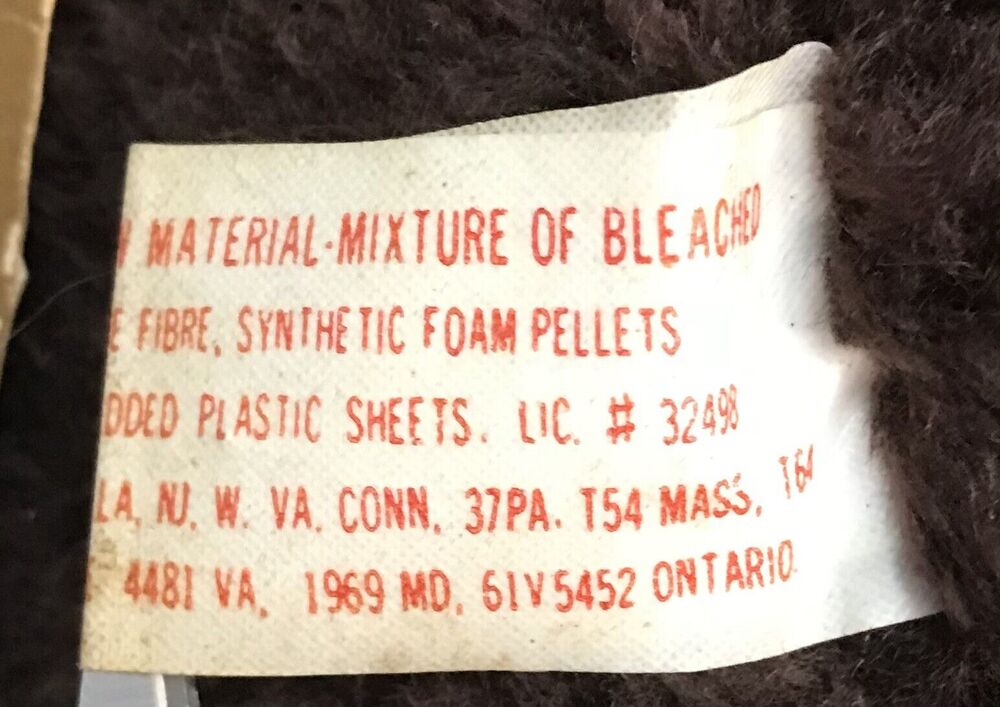 MATERIAL-MIXTURE OF BLEACHED
E FIBRE, SYNTHETIC FOAM PELLETS
DDED PLASTIC SHEETS. LIC. # 32498
LA, NJ. W. VA. CONN. 37PA. T54 MASS. T64
4481 VA. 1969 MD. 61V5452 ONTARIO